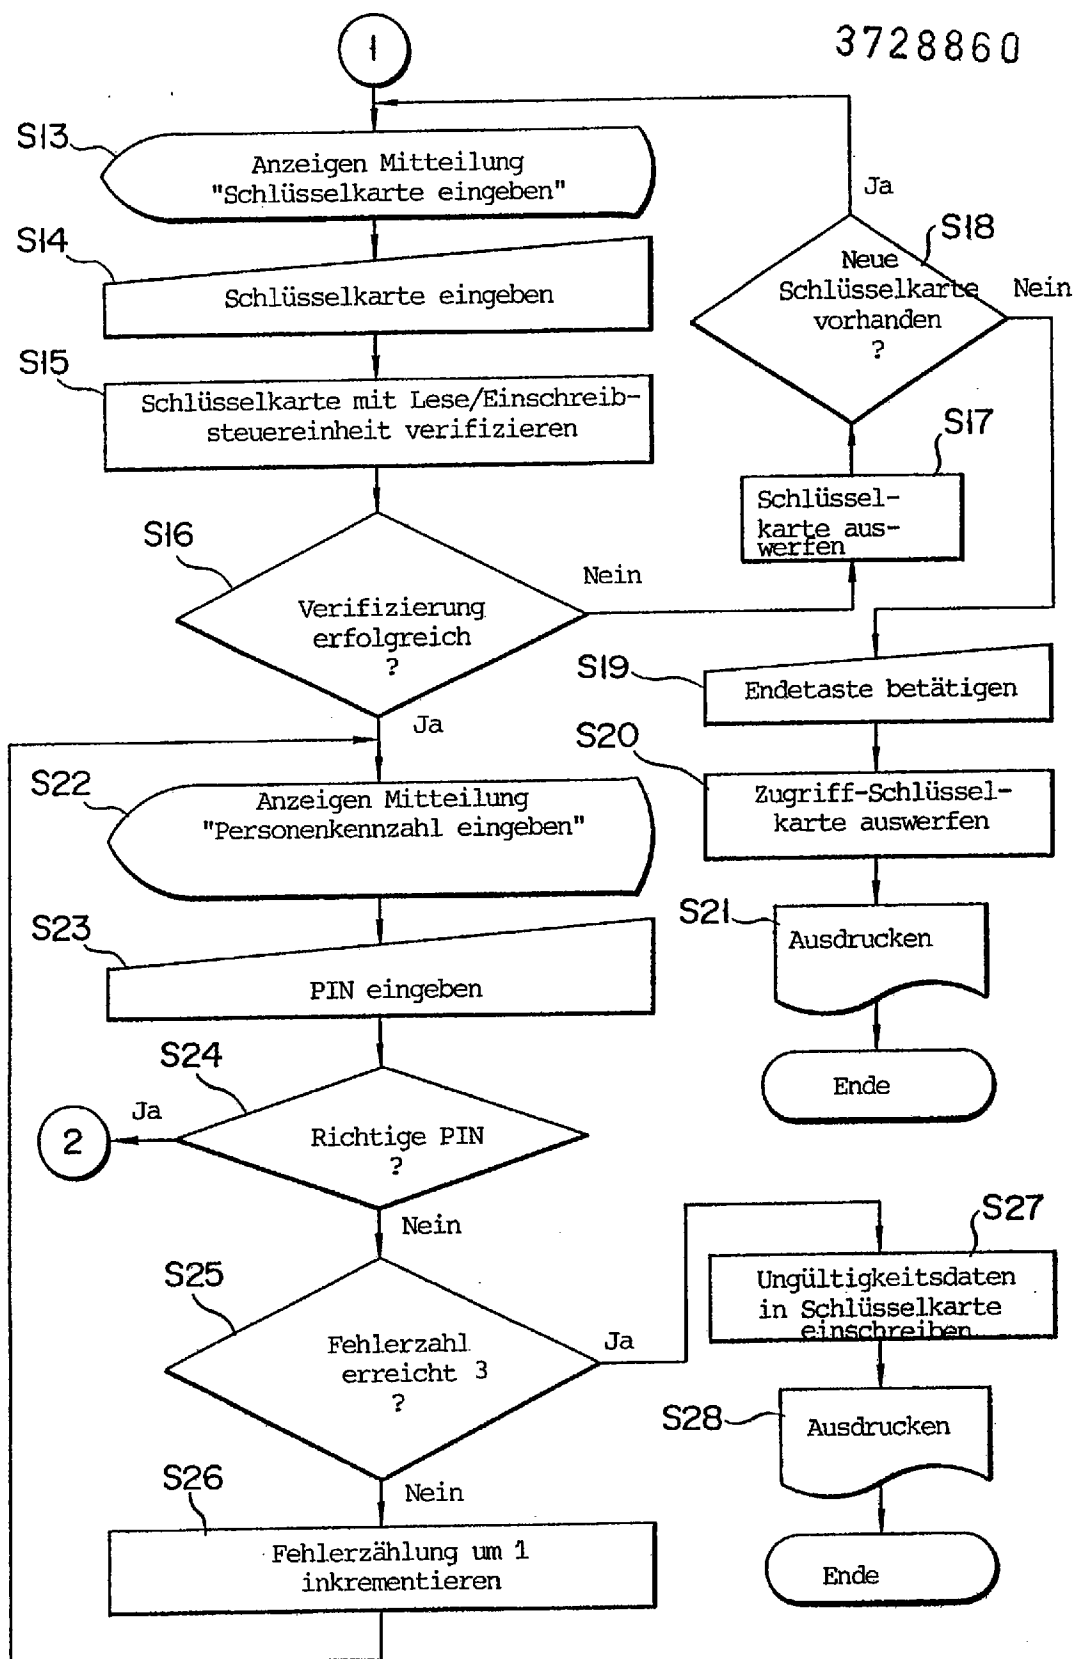 3728860
1
S13
Anzeigen Mitteilung
"Schlüsselkarte eingeben"
S14
Schlüsselkarte eingeben
S15
Schlüsselkarte mit Lese/Einschreib-
steuereinheit verifizieren
S16
Verifizierung
erfolgreich
?
Nein
Ja
S17
Schlüssel-
karte aus-
werfen
S18
Neue
Schlüsselkarte
vorhanden
?
Ja
Nein
S19
Endetaste betätigen
S20
Zugriff-Schlüssel-
karte auswerfen
S21
Ausdrucken
Ende
S22
Anzeigen Mitteilung
"Personenkennzahl eingeben"
S23
PIN eingeben
S24
Richtige PIN
?
Ja
2
Nein
S25
Fehlerzahl
erreicht 3
?
Ja
Nein
S26
Fehlerzählung um 1
inkrementieren
S27
Ungültigkeitsdaten
in Schlüsselkarte
einschreiben
S28
Ausdrucken
Ende